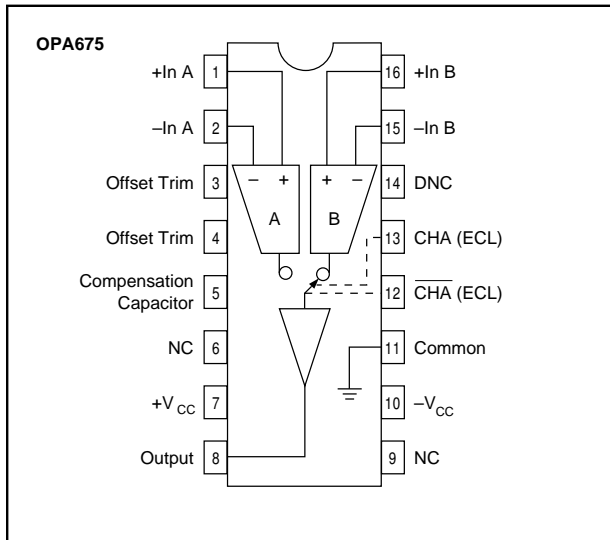 OPA675
+In A 1 16 +In B
–In A 2 15 –In B
Offset Trim 3 – + + – 14 DNC
A B
Offset Trim 4 13 CHA (ECL)
Compensation
Capacitor 5 12 C̅H̅A̅ (ECL)
NC 6 11 Common
+VCC 7 10 –VCC
Output 8 9 NC